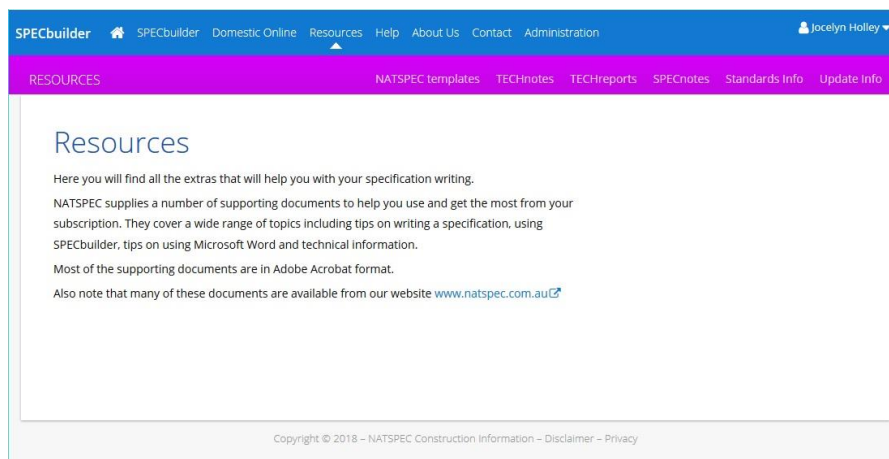 SPECbuilder SPECbuilder Domestic Online Resources Help About Us Contact Administration Jocelyn Holley
RESOURCES NATSPEC templates TECHnotes TECHreports SPECnotes Standards Info Update Info
Resources
Here you will find all the extras that will help you with your specification writing.
NATSPEC supplies a number of supporting documents to help you use and get the most from your
subscription. They cover a wide range of topics including tips on writing a specification, using
SPECbuilder, tips on using Microsoft Word and technical information.
Most of the supporting documents are in Adobe Acrobat format.
Also note that many of these documents are available from our website www.natspec.com.au
Copyright © 2018 – NATSPEC Construction Information – Disclaimer – Privacy